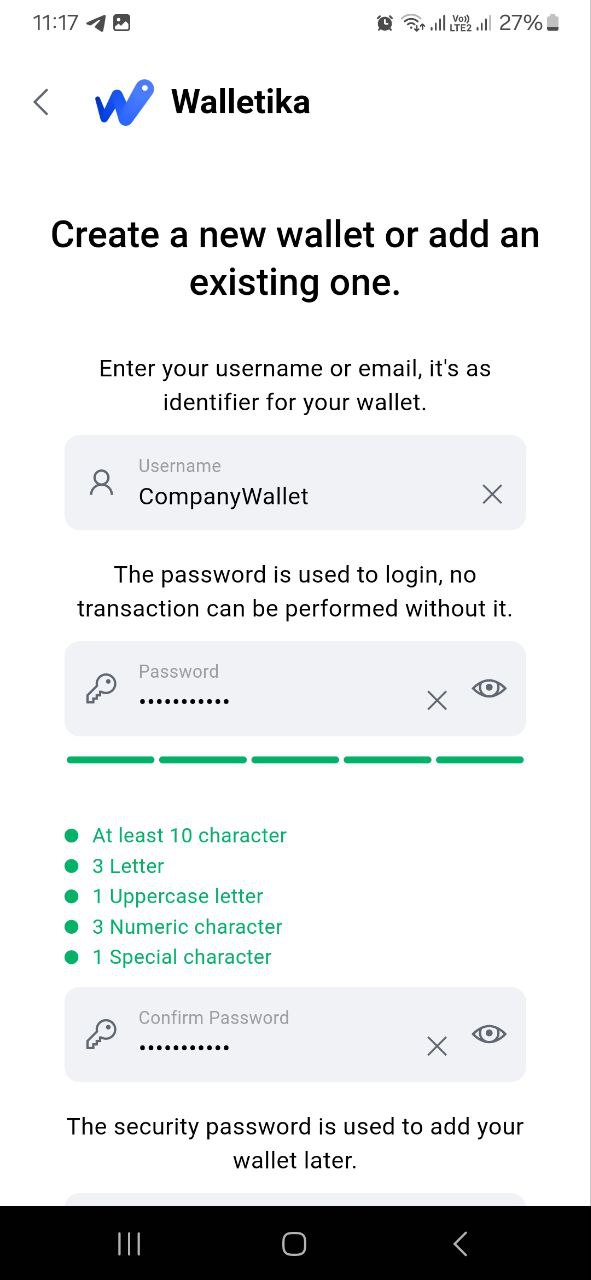 11:17
Vo))
LTE2
27%
Walletika
Create a new wallet or add an
existing one.
Enter your username or email, it's as
identifier for your wallet.
Username
CompanyWallet
The password is used to login, no
transaction can be performed without it.
Password
•••••••••••
At least 10 character
3 Letter
1 Uppercase letter
3 Numeric character
1 Special character
Confirm Password
•••••••••••
The security password is used to add your
wallet later.